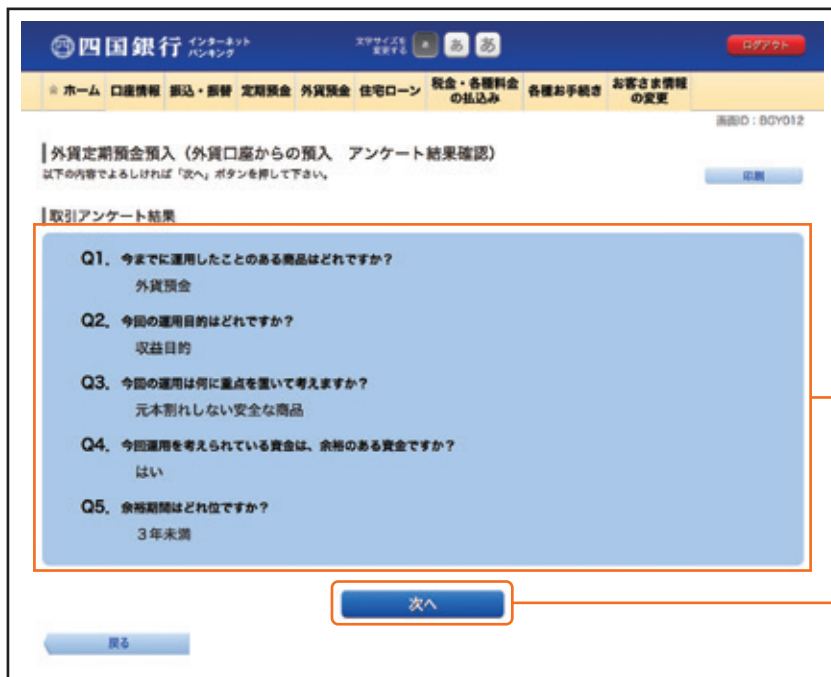 四国銀行 インターネットバンキング
文字サイズを変更する あ あ あ
ログアウト
ホーム 口座情報 振込・振替 定期預金 外貨預金 住宅ローン 税金・各種料金の払込み 各種お手続き お客さま情報の変更
画面ID:BGY012
外貨定期預金預入(外貨口座からの預入 アンケート結果確認)
以下の内容でよろしければ「次へ」ボタンを押して下さい。
印刷
取引アンケート結果
Q1. 今までに運用したことのある商品はどれですか?
外貨預金
Q2. 今回の運用目的はどれですか?
収益目的
Q3. 今回の運用は何に重点を置いて考えますか?
元本割れしない安全な商品
Q4. 今回運用を考えられている資金は、余裕のある資金ですか?
はい
Q5. 余裕期間はどれ位ですか?
3年未満
次へ
戻る